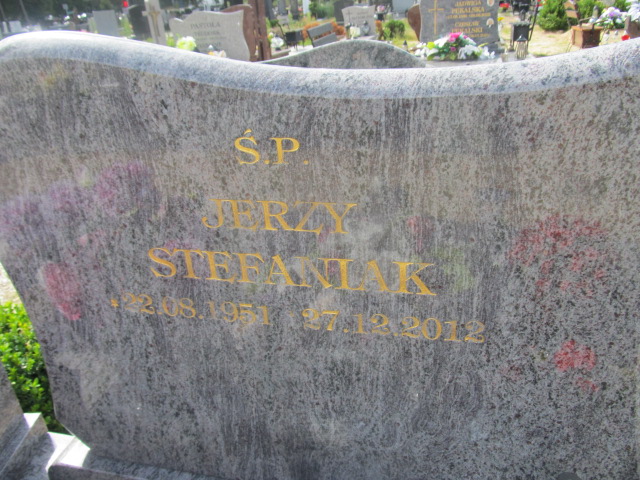 Ś.P.
JERZY
STEFANIAK
*22.08.1951 27.12.2012